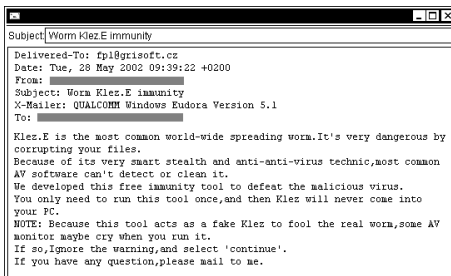 Subject: Worm Klez.E immunity
Delivered-To: fpl@grisoft.cz
Date: Tue, 28 May 2002 09:39:22 +0200
From:
Subject: Worm Klez.E immunity
X-Mailer: QUALCOMM Windows Eudora Version 5.1
To:
Klez.E is the most common world-wide spreading worm.It's very dangerous by
corrupting your files.
Because of its very smart stealth and anti-anti-virus technic,most common
AV software can't detect or clean it.
We developed this free immunity tool to defeat the malicious virus.
You only need to run this tool once,and then Klez will never come into
your PC.
NOTE: Because this tool acts as a fake Klez to fool the real worm,some AV
monitor maybe cry when you run it.
If so,Ignore the warning,and select 'continue'.
If you have any question,please mail to me.